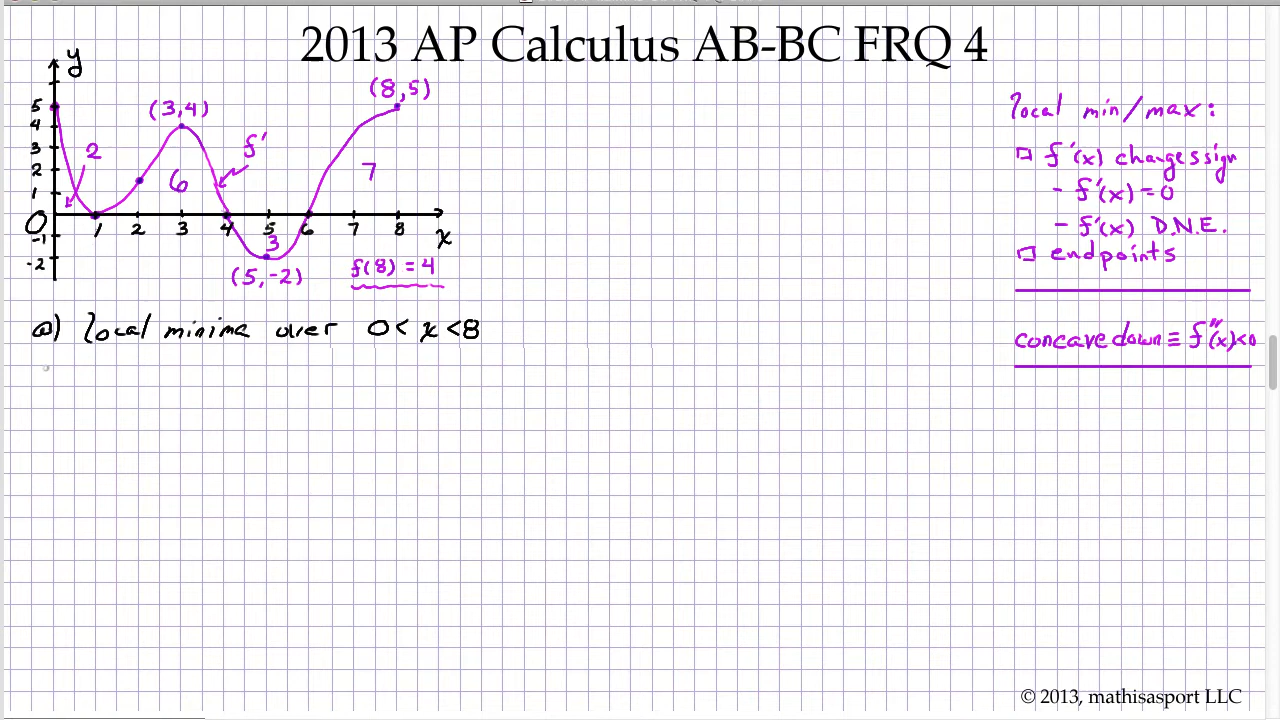 2013 AP Calculus AB-BC FRQ 4
y
5
4
3
2
1
0
-1
-2
1 2 3 4 5 6 7 8
x
(3,4)
(8,5)
(5,-2)
f'
2
6
3
7
f(8) = 4
a) local minima over 0 < x < 8
local min/max:
□ f'(x) changes sign
- f'(x) = 0
- f'(x) D.N.E.
□ endpoints
concave down ≡ f''(x)<0
© 2013, mathisasport LLC